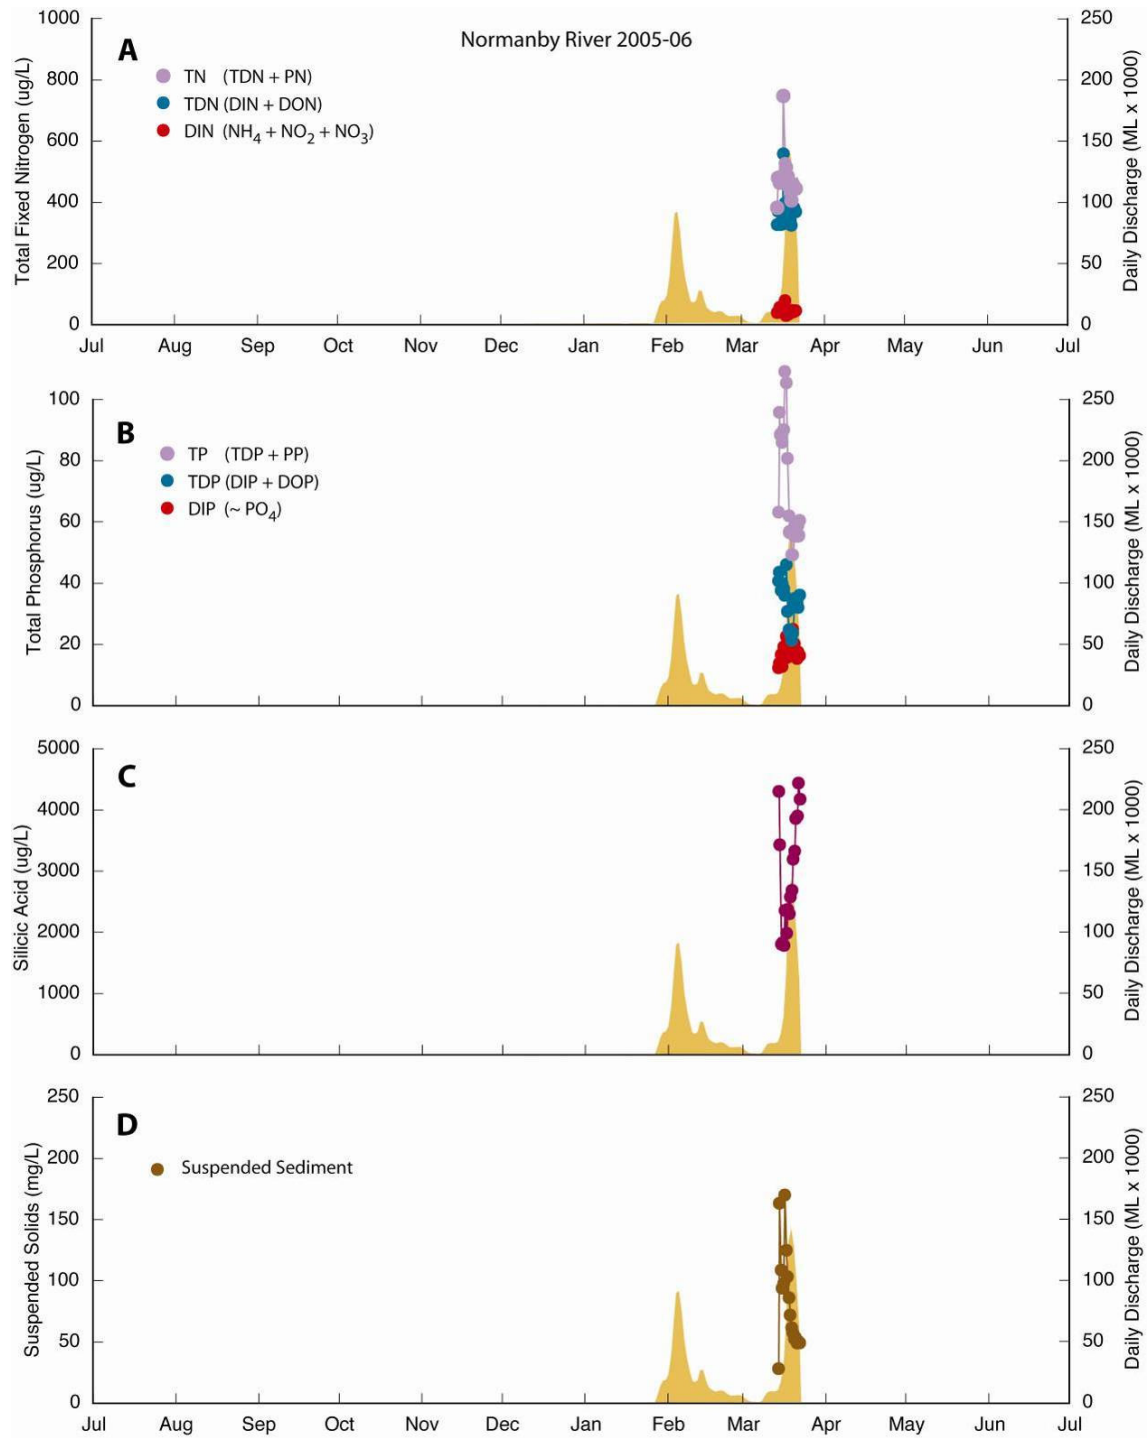 Normanby River 2005-06
A
TN (TDN + PN)
TDN (DIN + DON)
DIN (NH4 + NO2 + NO3)
Total Fixed Nitrogen (ug/L)
1000
800
600
400
200
0
Daily Discharge (ML x 1000)
250
200
150
100
50
0
Jul Aug Sep Oct Nov Dec Jan Feb Mar Apr May Jun Jul
B
TP (TDP + PP)
TDP (DIP + DOP)
DIP (~ PO4)
Total Phosphorus (ug/L)
100
80
60
40
20
0
Daily Discharge (ML x 1000)
250
200
150
100
50
0
C
Silicic Acid (ug/L)
5000
4000
3000
2000
1000
0
Daily Discharge (ML x 1000)
250
200
150
100
50
0
D
Suspended Sediment
Suspended Solids (mg/L)
250
200
150
100
50
0
Daily Discharge (ML x 1000)
250
200
150
100
50
0
Jul Aug Sep Oct Nov Dec Jan Feb Mar Apr May Jun Jul